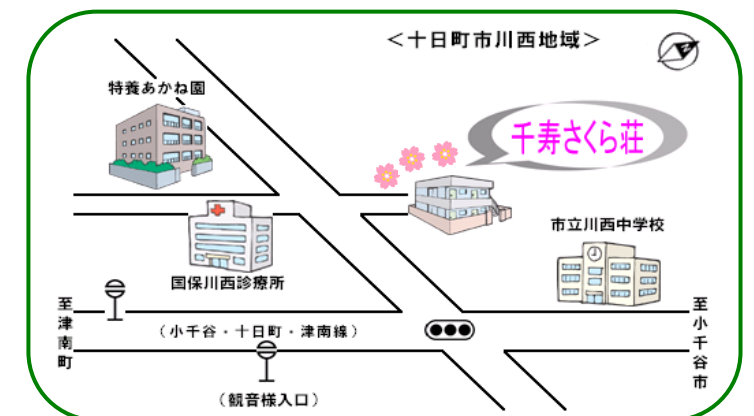 <十日町市川西地域>
特養あかね園
千寿さくら荘
市立川西中学校
国保川西診療所
至津南町
(小千谷・十日町・津南線)
至小千谷市
(観音様入口)